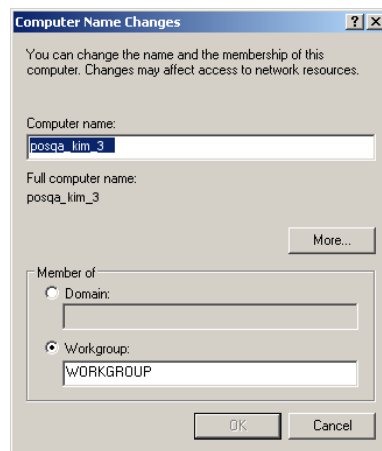 Computer Name Changes
You can change the name and the membership of this
computer. Changes may affect access to network resources.
Computer name:
posqa_kim_3
Full computer name:
posqa_kim_3
More...
Member of
Domain:
Workgroup:
WORKGROUP
OK
Cancel